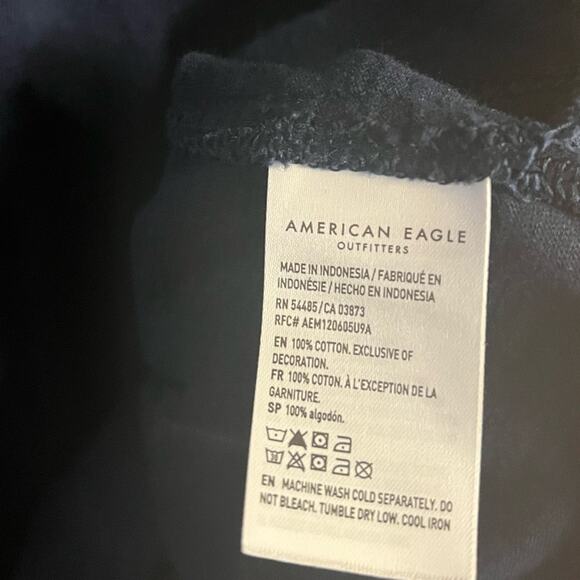 AMERICAN EAGLE
OUTFITTERS
MADE IN INDONESIA / FABRIQUÉ EN
INDONÉSIE / HECHO EN INDONESIA
RN 54485/CA 03873
RFC# AEM120605U9A
EN 100% COTTON. EXCLUSIVE OF
DECORATION.
FR 100% COTON. À L'EXCEPTION DE LA
GARNITURE.
SP 100% algodón.
30
EN MACHINE WASH COLD SEPARATELY. DO
NOT BLEACH. TUMBLE DRY LOW. COOL IRON